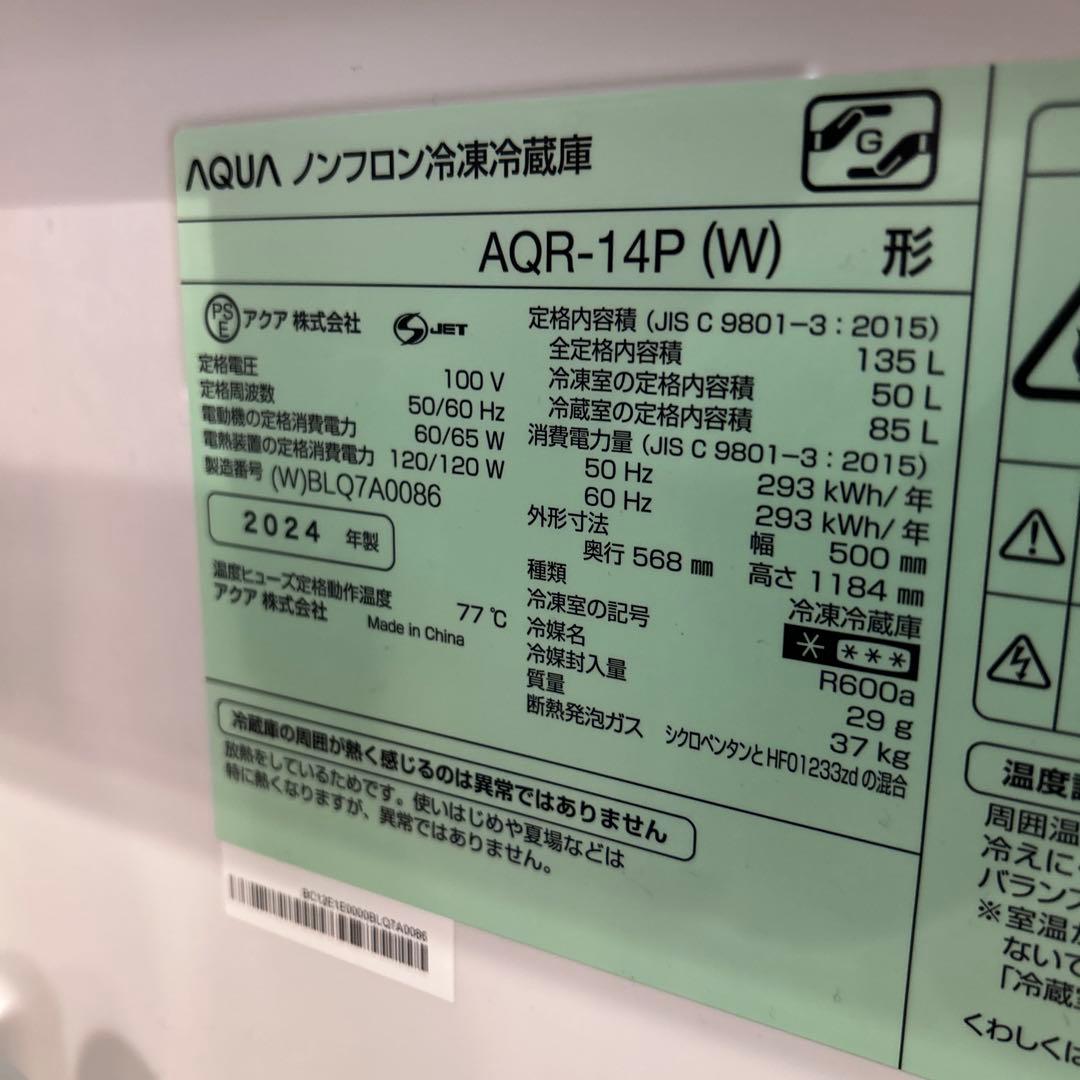 AQUA ノンフロン冷凍冷蔵庫
G
AQR-14P (W) 形
PSE アクア 株式会社 S JET
定格電圧 100 V
定格周波数 50/60 Hz
電動機の定格消費電力 60/65 W
電熱装置の定格消費電力 120/120 W
製造番号 (W)BLQ7A0086
2024 年製
温度ヒューズ定格動作温度 77 ℃
アクア 株式会社 Made in China
定格内容積 (JIS C 9801-3 : 2015)
全定格内容積 135 L
冷凍室の定格内容積 50 L
冷蔵室の定格内容積 85 L
消費電力量 (JIS C 9801-3 : 2015)
50 Hz 293 kWh/年
60 Hz 293 kWh/年
外形寸法 幅 500 ㎜
奥行 568 ㎜ 高さ 1184 ㎜
種類 冷凍冷蔵庫
冷凍室の記号 * ***
冷媒名 R600a
冷媒封入量 29 g
質量 37 kg
断熱発泡ガス シクロペンタンとHFO1233zdの混合
冷蔵庫の周囲が熱く感じるのは異常ではありません
放熱をしているためです。使いはじめや夏場などは
特に熱くなりますが、異常ではありません。
BC12E1E0000BLQ7A0086
温度
周囲温
冷えに
バランス
※室温が
ないで
「冷蔵
くわしくは